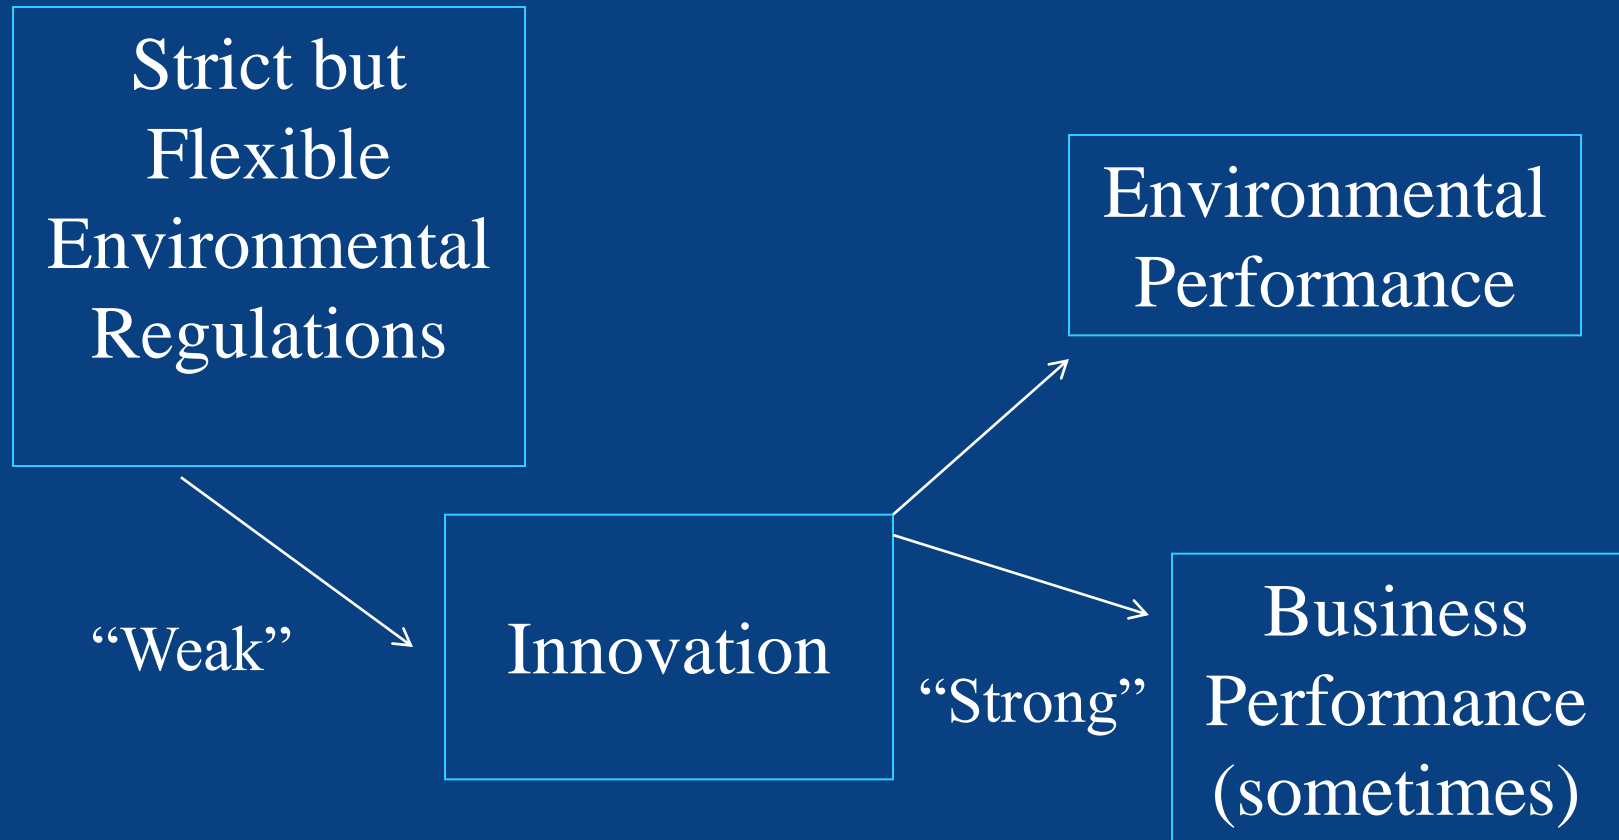 Strict but
Flexible
Environmental
Regulations
Environmental
Performance
“Weak”
Innovation
“Strong”
Business
Performance
(sometimes)